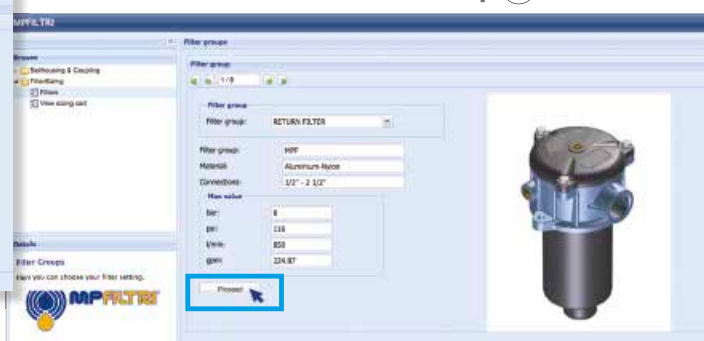 MPFILTRI
Browse
Bellhousing & Coupling
FilterSizing
Filters
View sizing cart
Details
Filter Groups
Here you can choose your filter setting.
MPFILTRI
Filter groups
Filter group
1/8
Filter group
Filter group:
RETURN FILTER
Filter group:
MPF
Material:
Aluminum-Nylon
Connections:
1/2" - 2 1/2"
Max value
bar:
8
psi:
116
l/min:
850
gpm:
224.87
Proceed